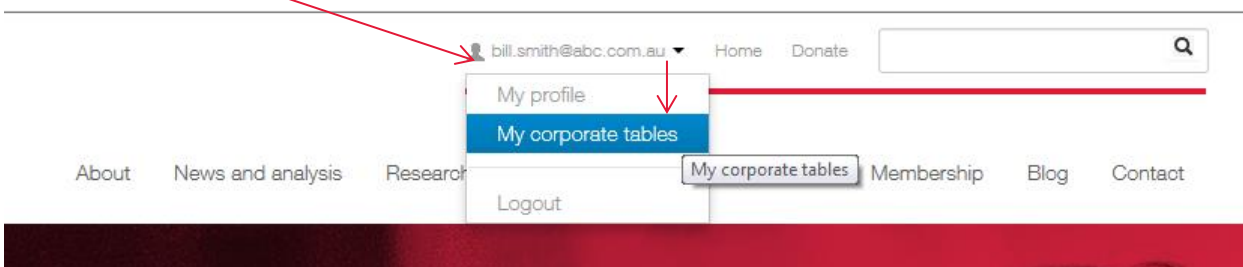 bill.smith@abc.com.au Home Donate
My profile
My corporate tables
My corporate tables
About News and analysis Research Membership Blog Contact
Logout